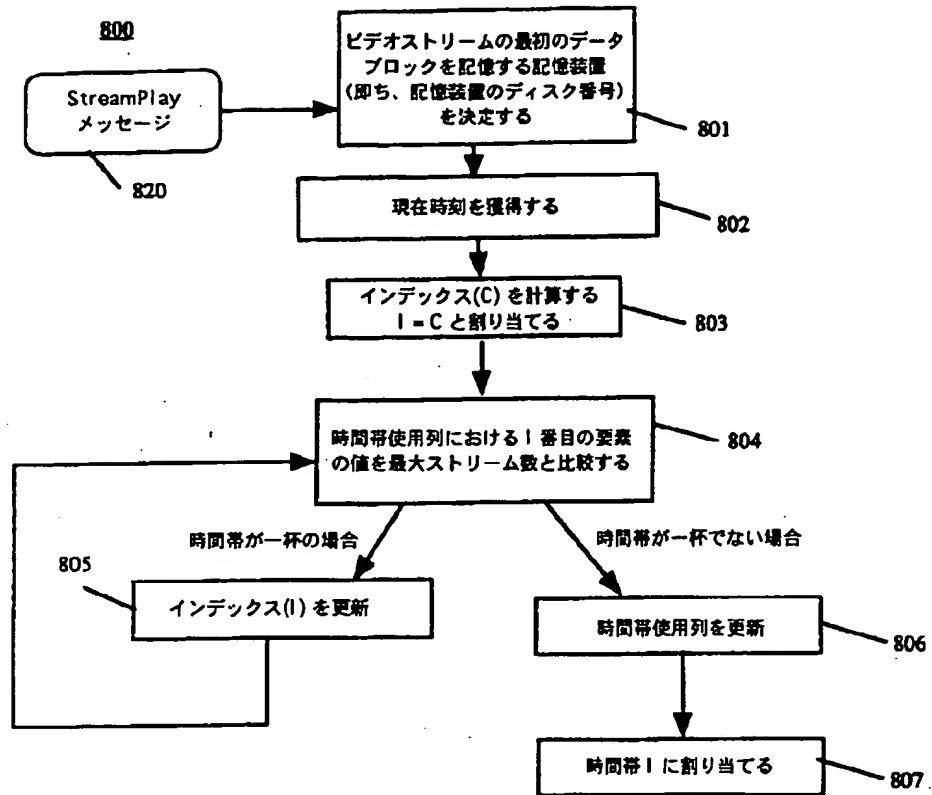 800
StreamPlay
メッセージ
820
ビデオストリームの最初のデータ
ブロックを記憶する記憶装置
(即ち、記憶装置のディスク番号)
を決定する
801
現在時刻を獲得する
802
インデックス(C)を計算する
I = C と割り当てる
803
時間帯使用列における I 番目の要素
の値を最大ストリーム数と比較する
804
時間帯が一杯の場合
時間帯が一杯でない場合
805
インデックス(I)を更新
時間帯使用列を更新
806
時間帯 I に割り当てる
807